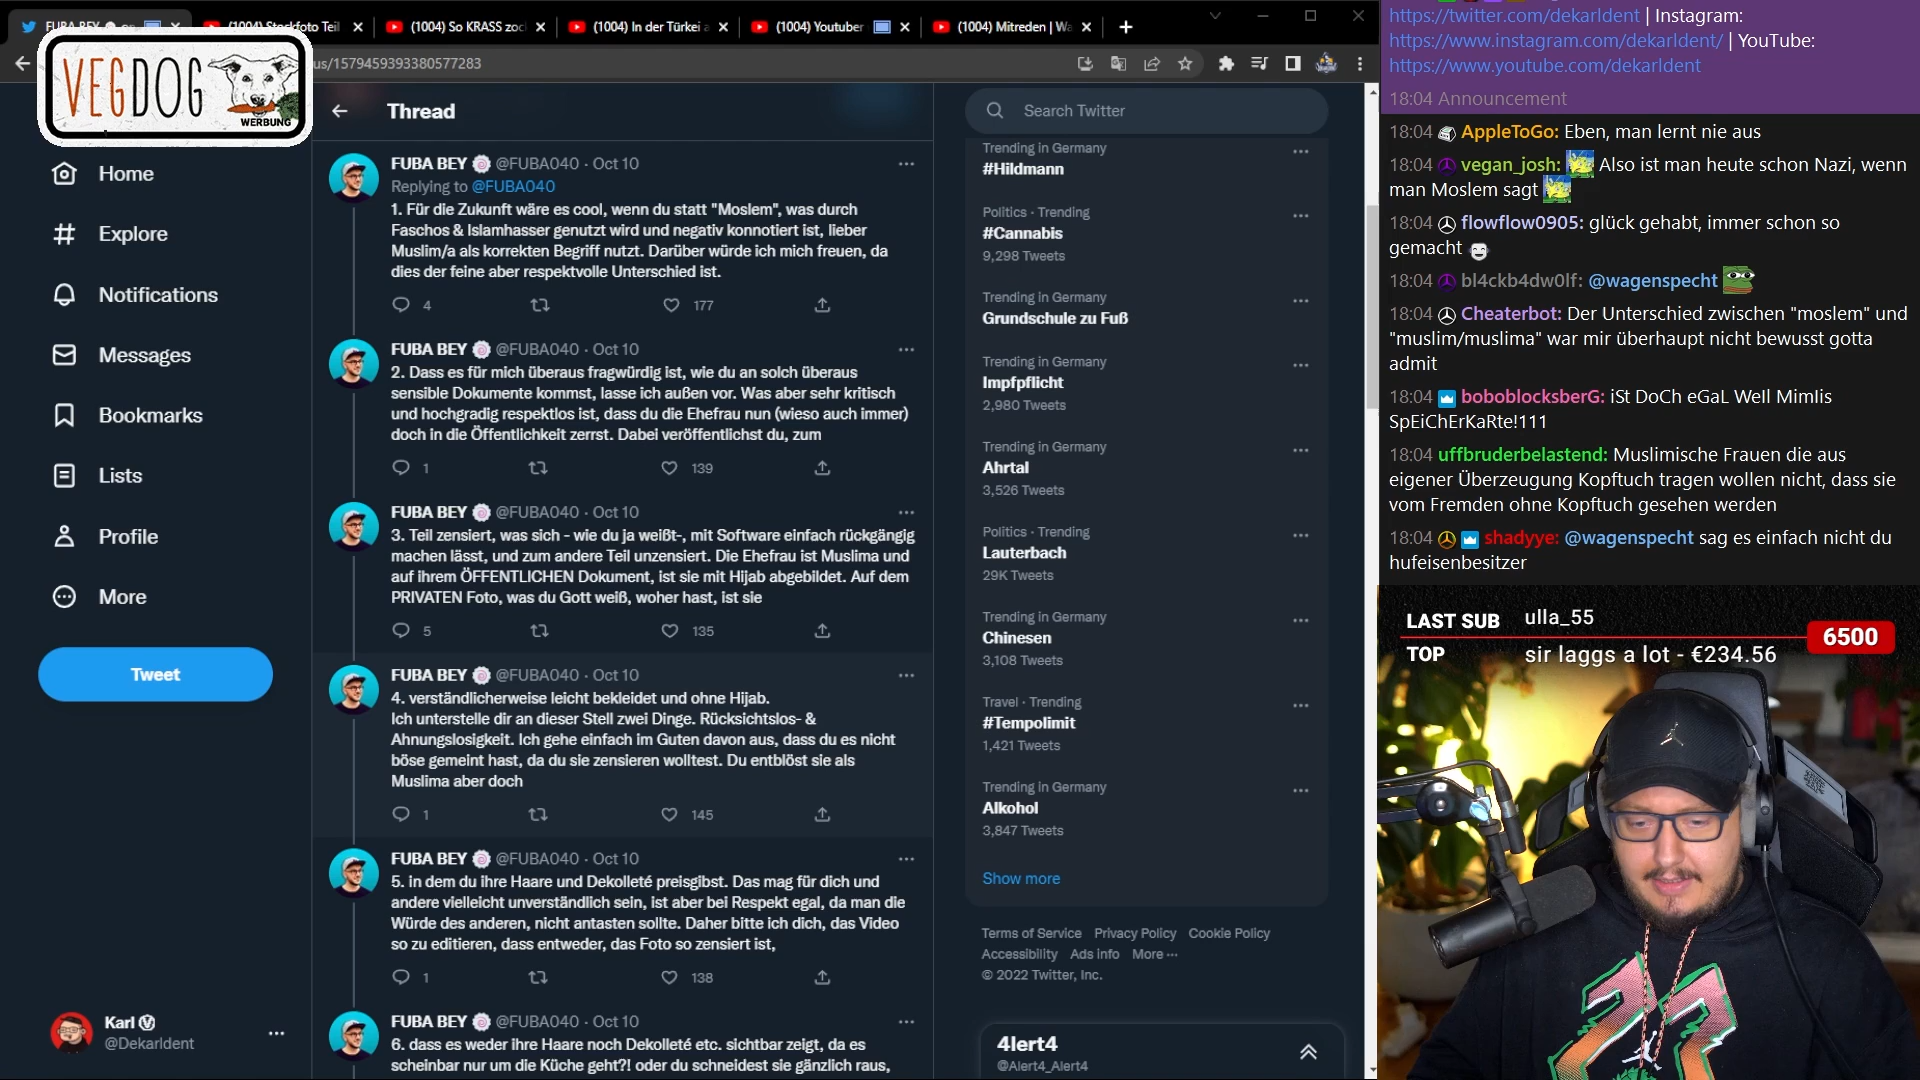 FUBA BEY
(1004) Stockfoto Teil
(1004) So KRASS zoc
(1004) In der Türkei
(1004) Youtuber
(1004) Mitreden |
us/1579459393380577283
VEGDOG
WERBUNG
Home
Explore
Notifications
Messages
Bookmarks
Lists
Profile
More
Tweet
Karl
@Dekarldent
Thread
FUBA BEY @FUBA040 · Oct 10
Replying to @FUBA040
1. Für die Zukunft wäre es cool, wenn du statt "Moslem", was durch
Faschos & Islamhasser genutzt wird und negativ konnotiert ist, lieber
Muslim/a als korrekten Begriff nutzt. Darüber würde ich mich freuen, da
dies der feine aber respektvolle Unterschied ist.
4 177
FUBA BEY @FUBA040 · Oct 10
2. Dass es für mich überaus fragwürdig ist, wie du an solch überaus
sensible Dokumente kommst, lasse ich außen vor. Was aber sehr kritisch
und hochgradig respektlos ist, dass du die Ehefrau nun (wieso auch immer)
doch in die Öffentlichkeit zerrst. Dabei veröffentlichst du, zum
1 139
FUBA BEY @FUBA040 · Oct 10
3. Teil zensiert, was sich - wie du ja weißt-, mit Software einfach rückgängig
machen lässt, und zum andere Teil unzensiert. Die Ehefrau ist Muslima und
auf ihrem ÖFFENTLICHEN Dokument, ist sie mit Hijab abgebildet. Auf dem
PRIVATEN Foto, was du Gott weiß, woher hast, ist sie
5 135
FUBA BEY @FUBA040 · Oct 10
4. verständlicherweise leicht bekleidet und ohne Hijab.
Ich unterstelle dir an dieser Stell zwei Dinge. Rücksichtslos- &
Ahnungslosigkeit. Ich gehe einfach im Guten davon aus, dass du es nicht
böse gemeint hast, da du sie zensieren wolltest. Du entblöst sie als
Muslima aber doch
1 145
FUBA BEY @FUBA040 · Oct 10
5. in dem du ihre Haare und Dekolleté preisgibst. Das mag für dich und
andere vielleicht unverständlich sein, ist aber bei Respekt egal, da man die
Würde des anderen, nicht antasten sollte. Daher bitte ich dich, das Video
so zu editieren, dass entweder, das Foto so zensiert ist,
1 138
FUBA BEY @FUBA040 · Oct 10
6. dass es weder ihre Haare noch Dekolleté etc. sichtbar zeigt, da es
scheinbar nur um die Küche geht?! oder du schneidest sie gänzlich raus,
Search Twitter
Trending in Germany
#Hildmann
Politics · Trending
#Cannabis
9,298 Tweets
Trending in Germany
Grundschule zu Fuß
Trending in Germany
Impfpflicht
2,980 Tweets
Trending in Germany
Ahrtal
3,526 Tweets
Politics · Trending
Lauterbach
29K Tweets
Trending in Germany
Chinesen
3,108 Tweets
Travel · Trending
#Tempolimit
1,421 Tweets
Trending in Germany
Alkohol
3,847 Tweets
Show more
Terms of Service Privacy Policy Cookie Policy
Accessibility Ads info More ···
© 2022 Twitter, Inc.
4lert4
@Alert4_Alert4
https://twitter.com/dekarldent | Instagram:
https://www.instagram.com/dekarldent/ | YouTube:
https://www.youtube.com/dekarldent
18:04 Announcement
18:04 AppleToGo: Eben, man lernt nie aus
18:04 vegan_josh: Also ist man heute schon Nazi, wenn
man Moslem sagt
18:04 flowflow0905: glück gehabt, immer schon so
gemacht
18:04 bl4ckb4dw0lf: @wagenspecht
18:04 Cheaterbot: Der Unterschied zwischen "moslem" und
"muslim/muslima" war mir überhaupt nicht bewusst gotta
admit
18:04 boboblocksberG: iSt DoCh eGaL Well MimIis
SpEiChErKaRte!111
18:04 uffbruderbelastend: Muslimische Frauen die aus
eigener Überzeugung Kopftuch tragen wollen nicht, dass sie
vom Fremden ohne Kopftuch gesehen werden
18:04 shadyye: @wagenspecht sag es einfach nicht du
hufeisenbesitzer
LAST SUB ulla_55
6500
TOP sir laggs a lot - €234.56